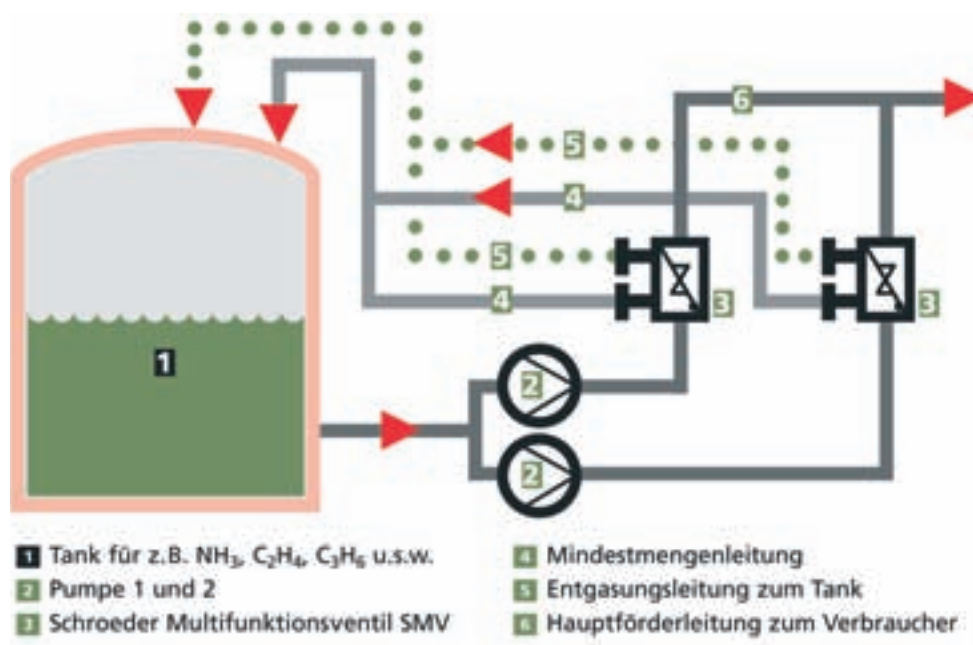 6
5
4
5
4
3
3
1
2
2
1 Tank für z.B. NH₃, C₂H₄, C₃H₆ u.s.w.
2 Pumpe 1 und 2
3 Schroeder Multifunktionsventil SMV
4 Mindestmengenleitung
5 Entgasungsleitung zum Tank
6 Hauptförderleitung zum Verbraucher